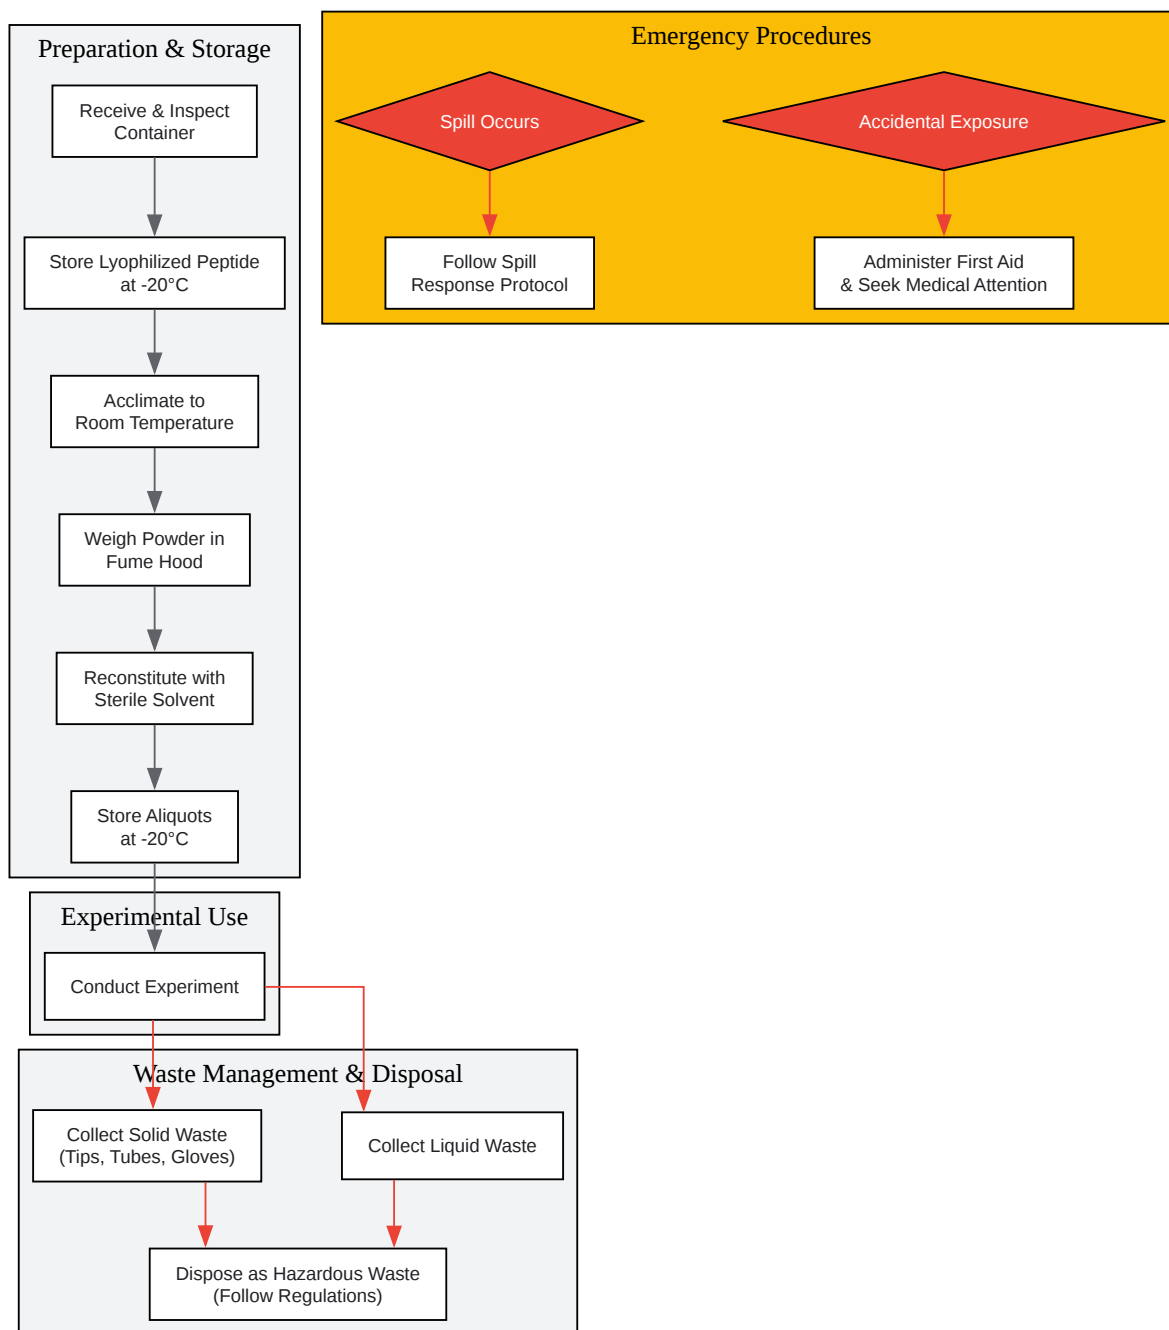 Preparation & Storage
Receive & Inspect
Container
Store Lyophilized Peptide
at -20°C
Acclimate to
Room Temperature
Weigh Powder in
Fume Hood
Reconstitute with
Sterile Solvent
Store Aliquots
at -20°C
Experimental Use
Conduct Experiment
Waste Management & Disposal
Collect Solid Waste
(Tips, Tubes, Gloves)
Collect Liquid Waste
Dispose as Hazardous Waste
(Follow Regulations)
Emergency Procedures
Spill Occurs
Follow Spill
Response Protocol
Accidental Exposure
Administer First Aid
& Seek Medical Attention